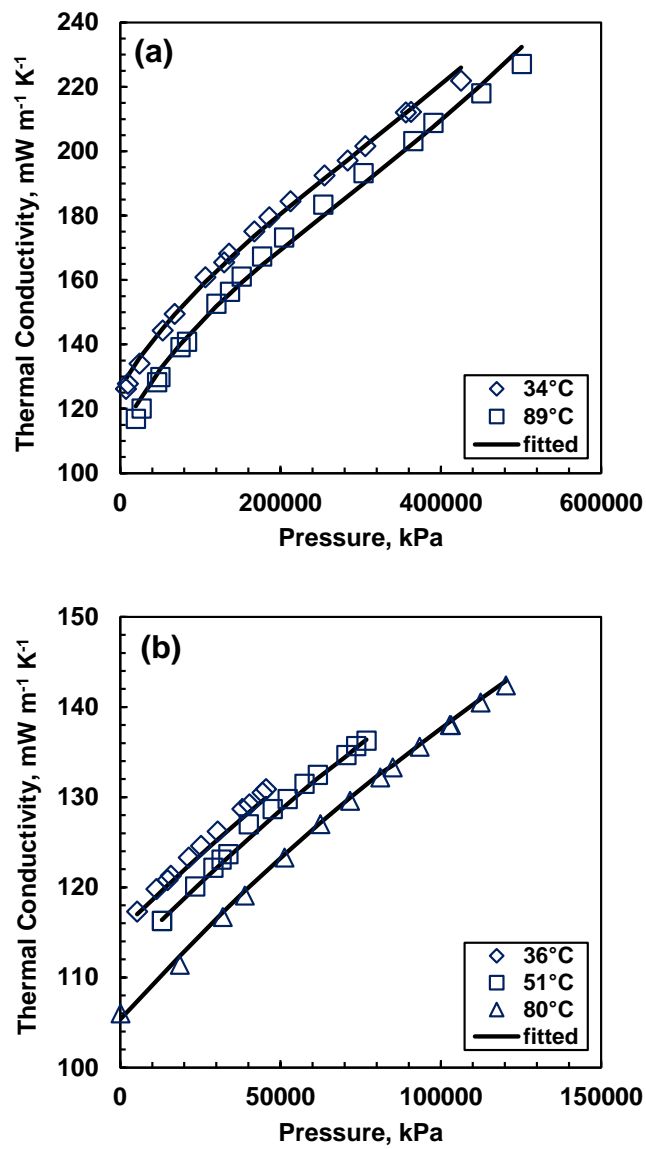 (a)
Thermal Conductivity, mW m-1 K-1
240
220
200
180
160
140
120
100
0
200000
400000
600000
Pressure, kPa
34°C
89°C
fitted
(b)
Thermal Conductivity, mW m-1 K-1
150
140
130
120
110
100
0
50000
100000
150000
Pressure, kPa
36°C
51°C
80°C
fitted